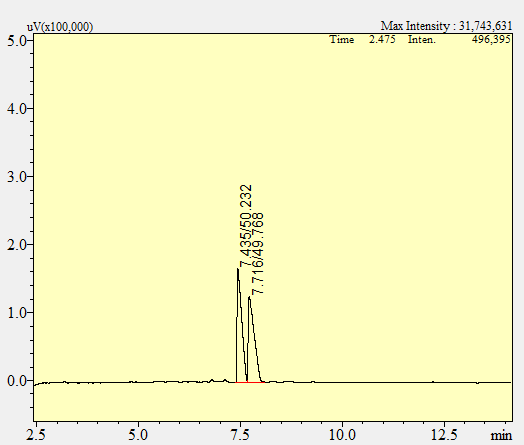 uV(x100,000)
Max Intensity : 31,743,631
Time 2.475 Inten. 496,395
5.0
4.0
3.0
2.0
1.0
0.0
7.435/50.232
7.716/49.768
2.5 5.0 7.5 10.0 12.5 min